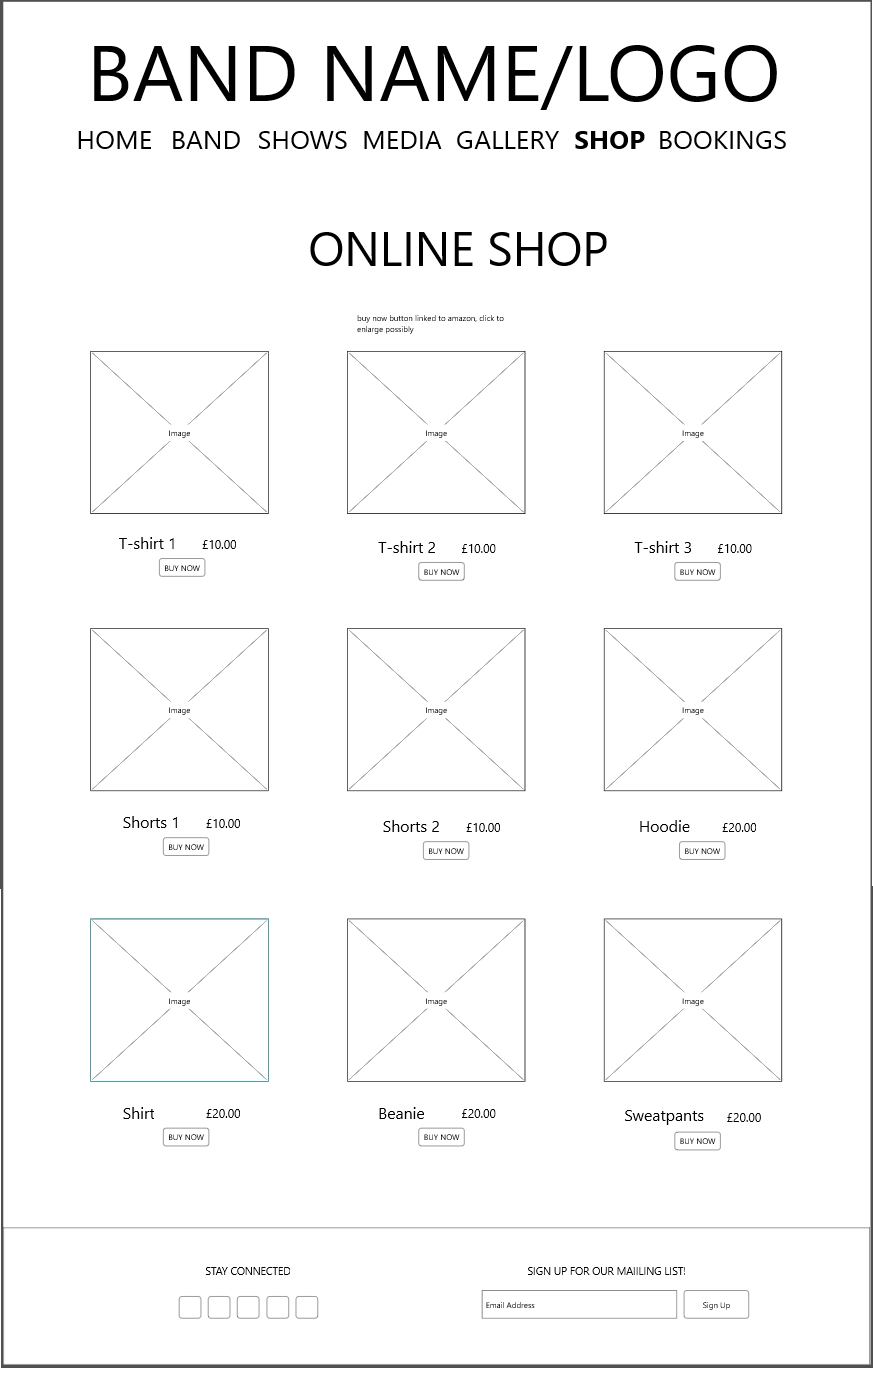 BAND NAME/LOGO
HOME BAND SHOWS MEDIA GALLERY SHOP BOOKINGS
ONLINE SHOP
buy now button linked to amazon, click to
enlarge possibly
Image Image Image
T-shirt 1 £10.00 T-shirt 2 £10.00 T-shirt 3 £10.00
BUY NOW BUY NOW BUY NOW
Image Image Image
Shorts 1 £10.00 Shorts 2 £10.00 Hoodie £20.00
BUY NOW BUY NOW BUY NOW
Image Image Image
Shirt £20.00 Beanie £20.00 Sweatpants £20.00
BUY NOW BUY NOW BUY NOW
STAY CONNECTED SIGN UP FOR OUR MAIILING LIST!
Email Address Sign Up